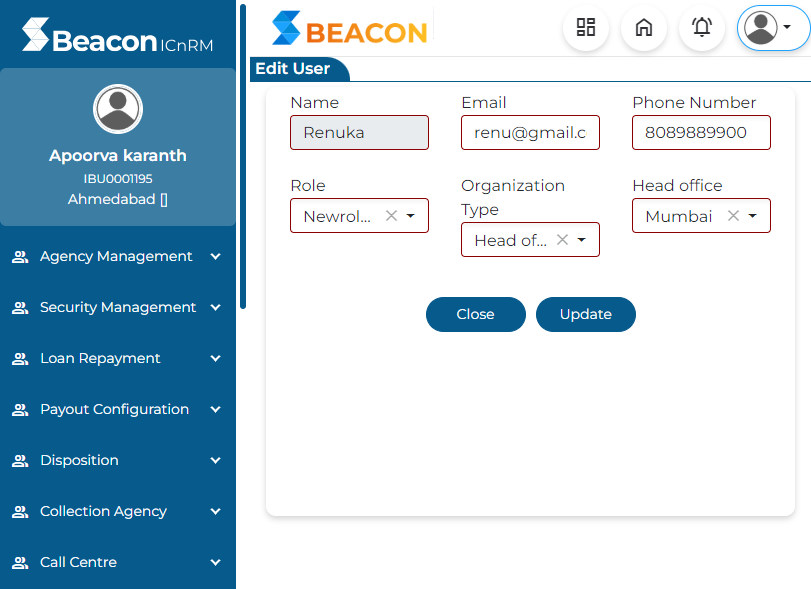 Beacon ICnRM
Apoorva karanth
IBU0001195
Ahmedabad []
Agency Management
Security Management
Loan Repayment
Payout Configuration
Disposition
Collection Agency
Call Centre
BEACON
Edit User
Name
Renuka
Email
renu@gmail.c
Phone Number
8089889900
Role
Newrol...
Organization
Type
Head of...
Head office
Mumbai
Close
Update